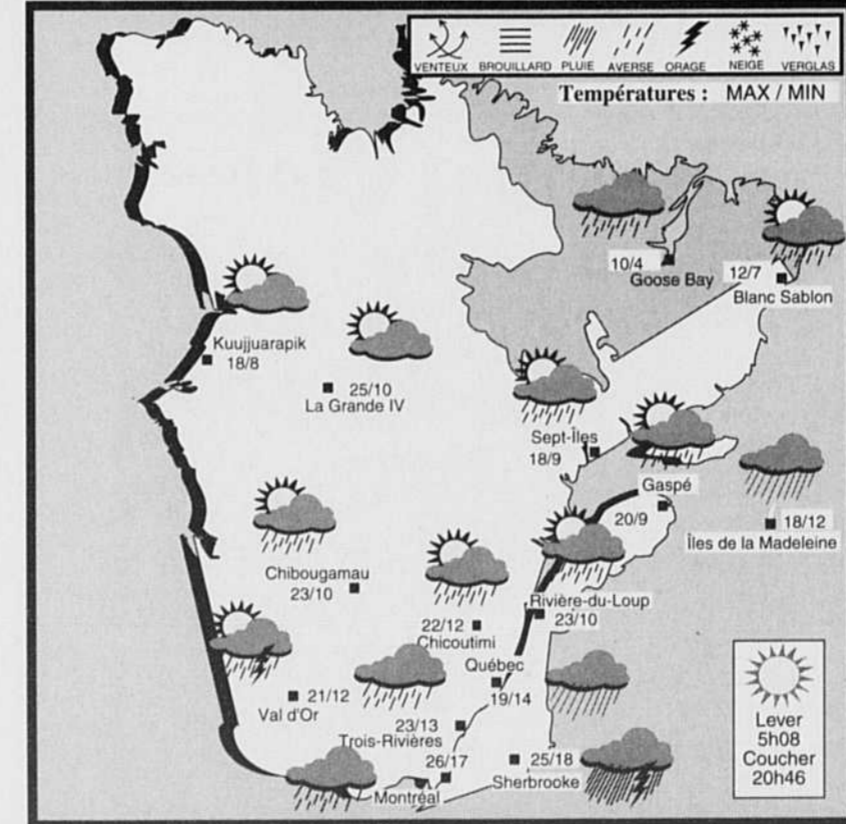 VENTEUX BROUILLARD PLUIE AVERSE ORAGE NEIGE VERGLAS
Températures : MAX / MIN
10/4
Goose Bay
12/7
Blanc Sablon
Kuujjuarapik
18/8
25/10
La Grande IV
Sept-Îles
18/9
Gaspé
20/9
18/12
Îles de la Madeleine
Chibougamau
23/10
Rivière-du-Loup
23/10
22/12
Chicoutimi
Québec
19/14
21/12
Val d'Or
23/13
Trois-Rivières
26/17
Montréal
25/18
Sherbrooke
Lever
5h08
Coucher
20h46